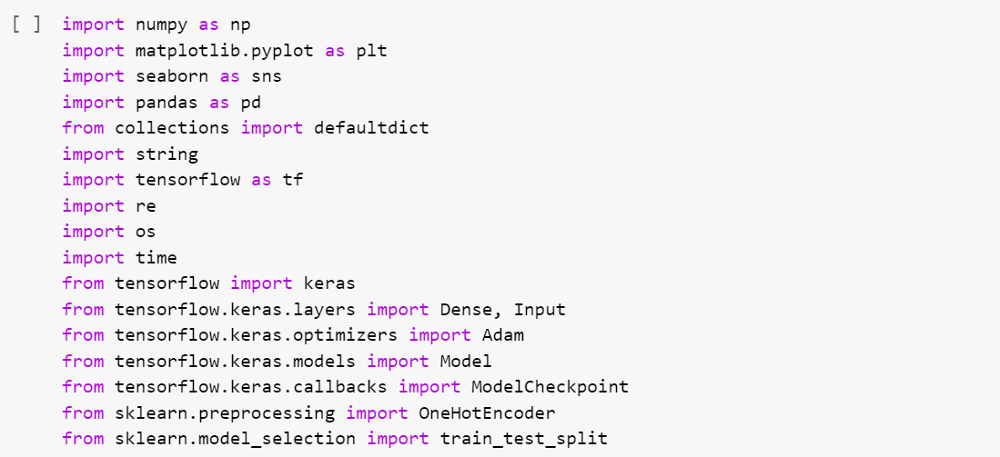 [ ] import numpy as np
import matplotlib.pyplot as plt
import seaborn as sns
import pandas as pd
from collections import defaultdict
import string
import tensorflow as tf
import re
import os
import time
from tensorflow import keras
from tensorflow.keras.layers import Dense, Input
from tensorflow.keras.optimizers import Adam
from tensorflow.keras.models import Model
from tensorflow.keras.callbacks import ModelCheckpoint
from sklearn.preprocessing import OneHotEncoder
from sklearn.model_selection import train_test_split